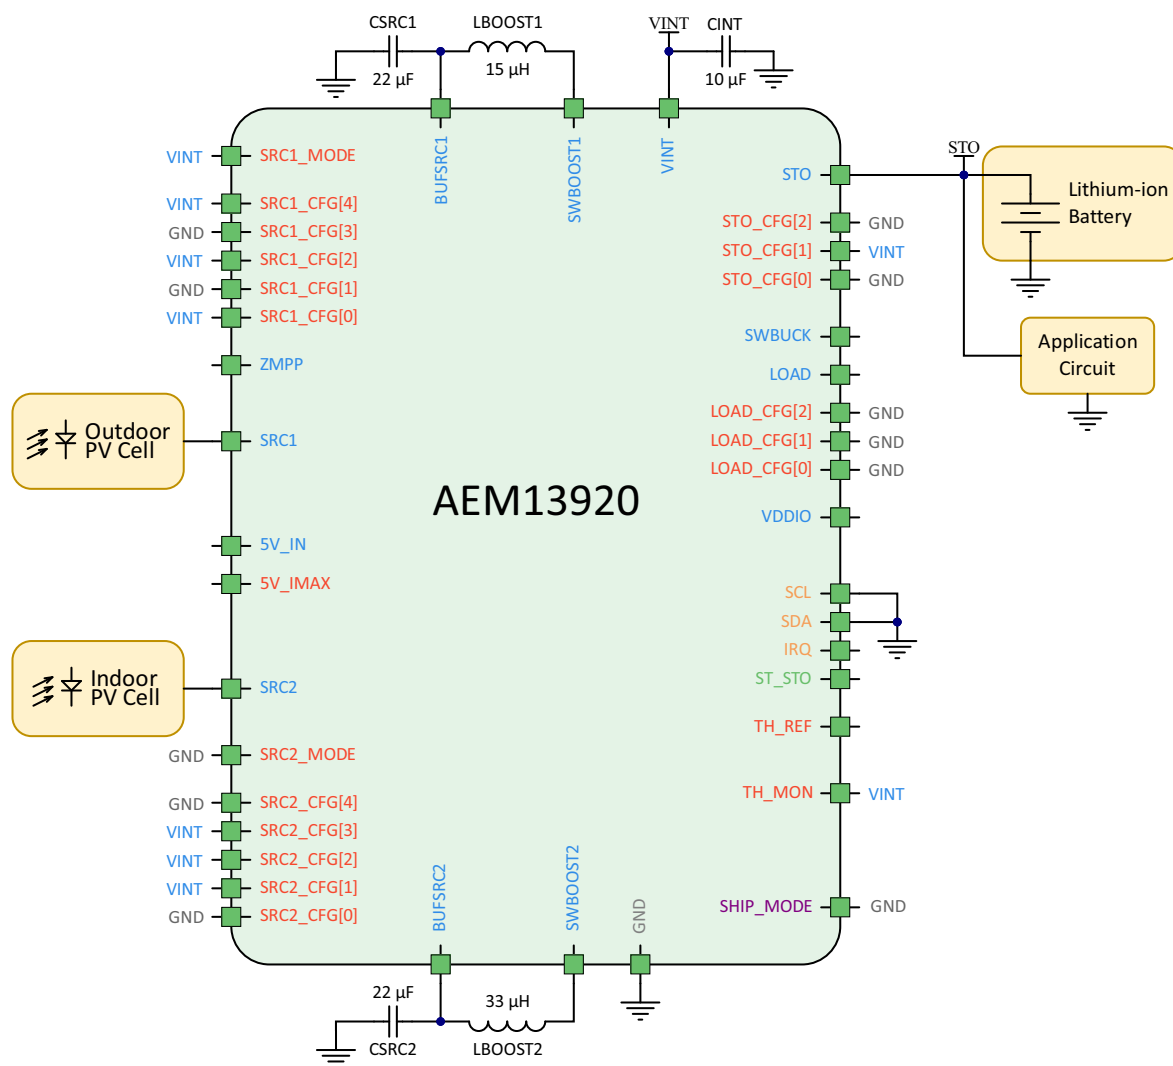 CSRC1
LBOOST1
VINT
CINT
22 µF
15 µH
10 µF
BUFSRC1
SWBOOST1
VINT
VINT
SRC1_MODE
VINT
SRC1_CFG[4]
GND
SRC1_CFG[3]
VINT
SRC1_CFG[2]
GND
SRC1_CFG[1]
VINT
SRC1_CFG[0]
ZMPP
Outdoor
PV Cell
SRC1
5V_IN
5V_IMAX
Indoor
PV Cell
SRC2
GND
SRC2_MODE
GND
SRC2_CFG[4]
VINT
SRC2_CFG[3]
VINT
SRC2_CFG[2]
VINT
SRC2_CFG[1]
GND
SRC2_CFG[0]
AEM13920
STO
STO
Lithium-ion
Battery
STO_CFG[2]
GND
STO_CFG[1]
VINT
STO_CFG[0]
GND
SWBUCK
Application
Circuit
LOAD
LOAD_CFG[2]
GND
LOAD_CFG[1]
GND
LOAD_CFG[0]
GND
VDDIO
SCL
SDA
IRQ
ST_STO
TH_REF
TH_MON
VINT
SHIP_MODE
GND
BUFSRC2
SWBOOST2
GND
22 µF
33 µH
CSRC2
LBOOST2